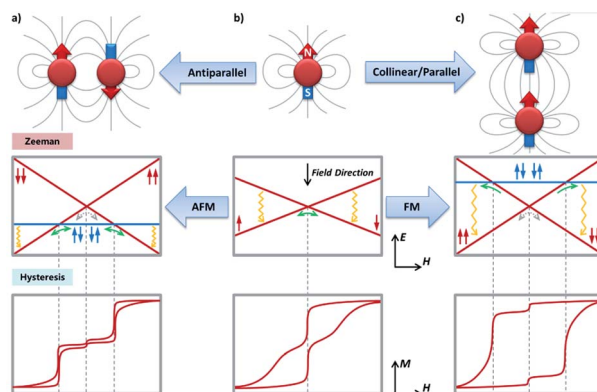 a)
b)
c)
N
S
Antiparallel
Collinear/Parallel
Zeeman
Field Direction
AFM
FM
E
H
Hysteresis
M
H